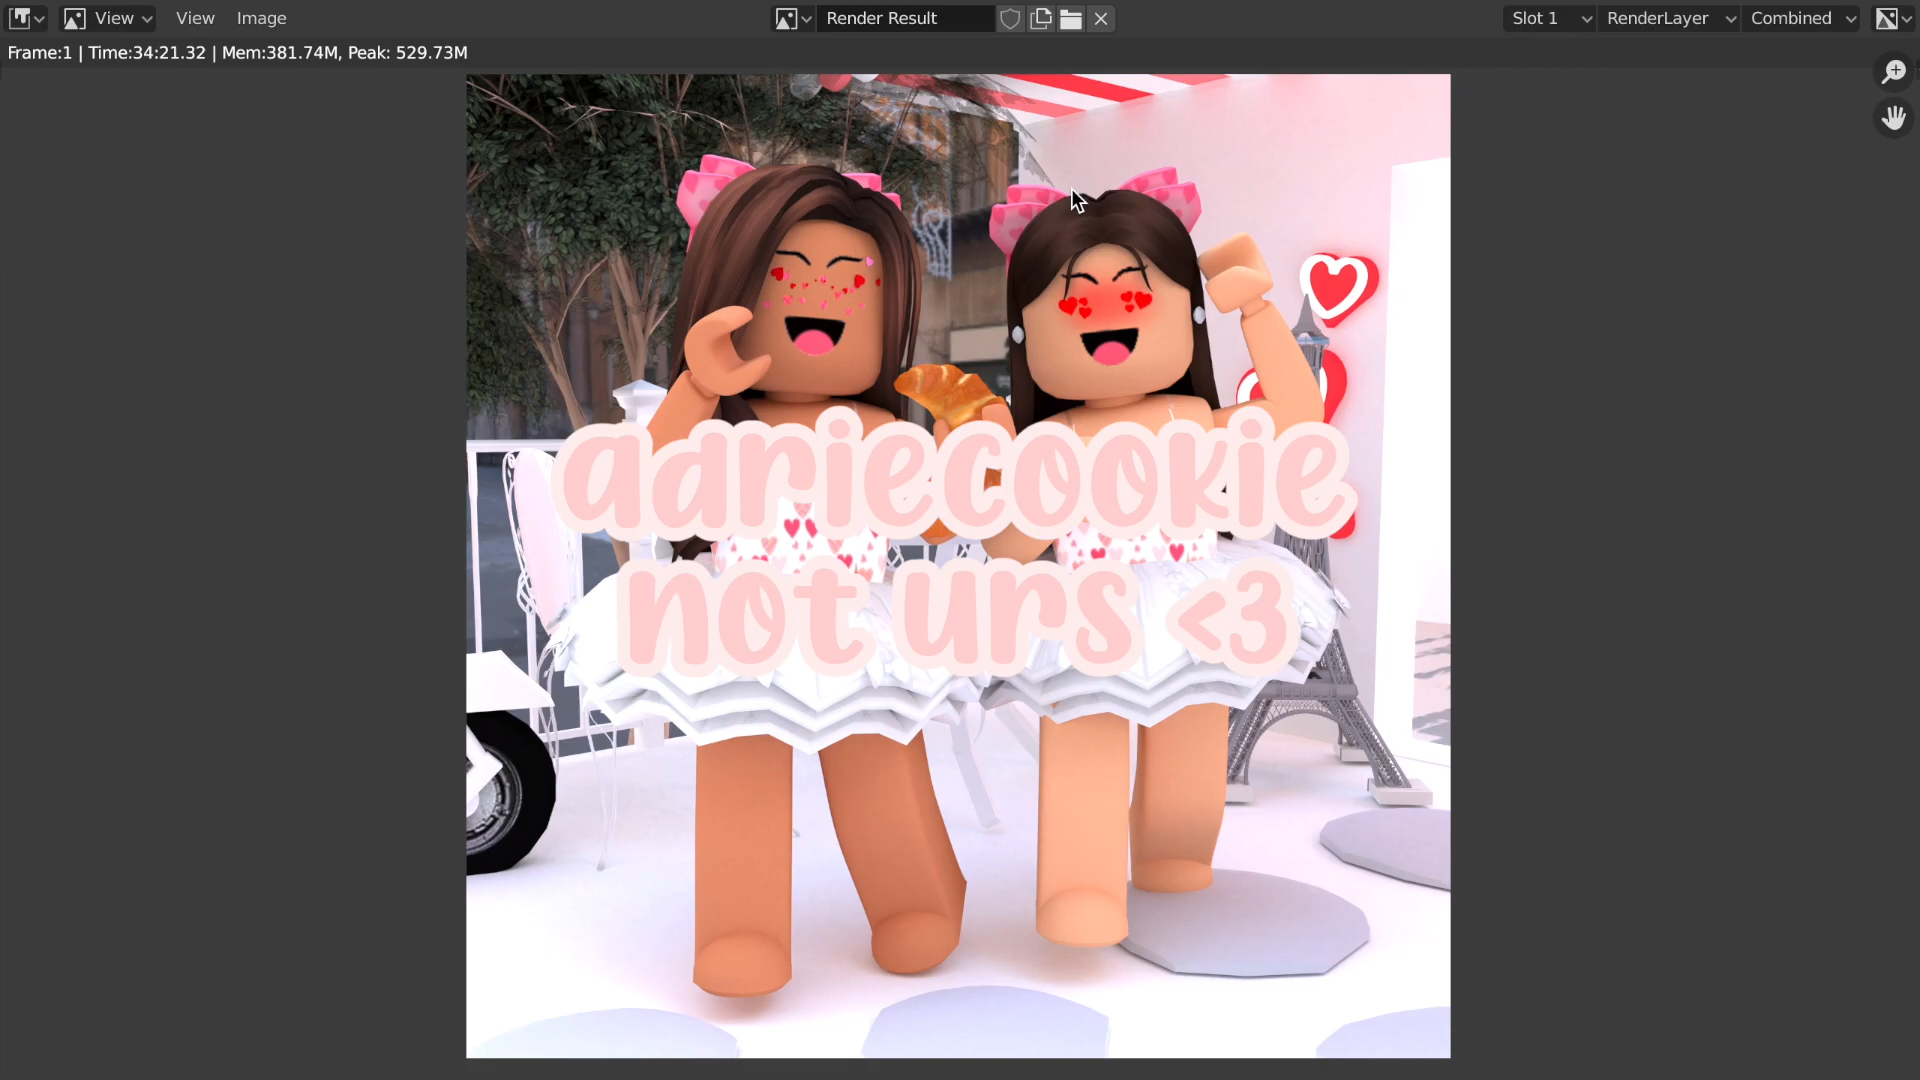 View View Image Render Result Slot 1 RenderLayer Combined
Frame:1 | Time:34:21.32 | Mem:381.74M, Peak: 529.73M
adriecookie
not urs <3